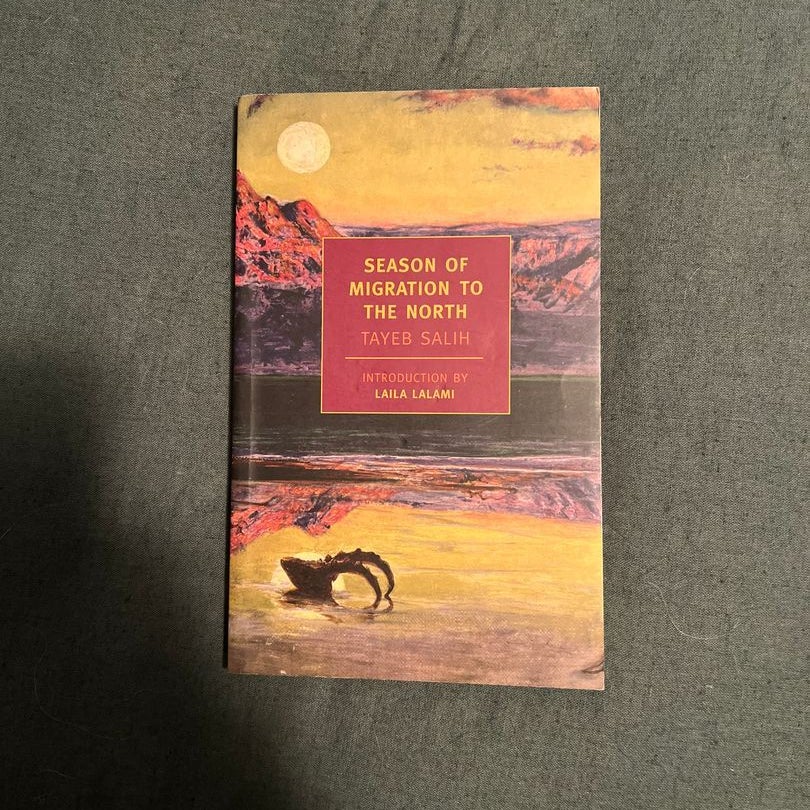 SEASON OF
MIGRATION TO
THE NORTH
TAYEB SALIH
INTRODUCTION BY
LAILA LALAMI